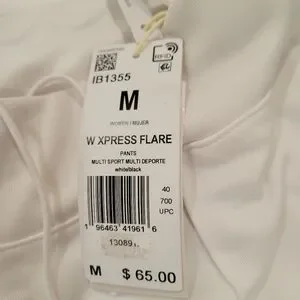 RFID
IB1355
M
WOMEN / MUJER
W XPRESS FLARE
PANTS
MULTI SPORT MULTI DEPORTE
white/black
40
700
UPC
1 96463 41961 6
M $ 65.00